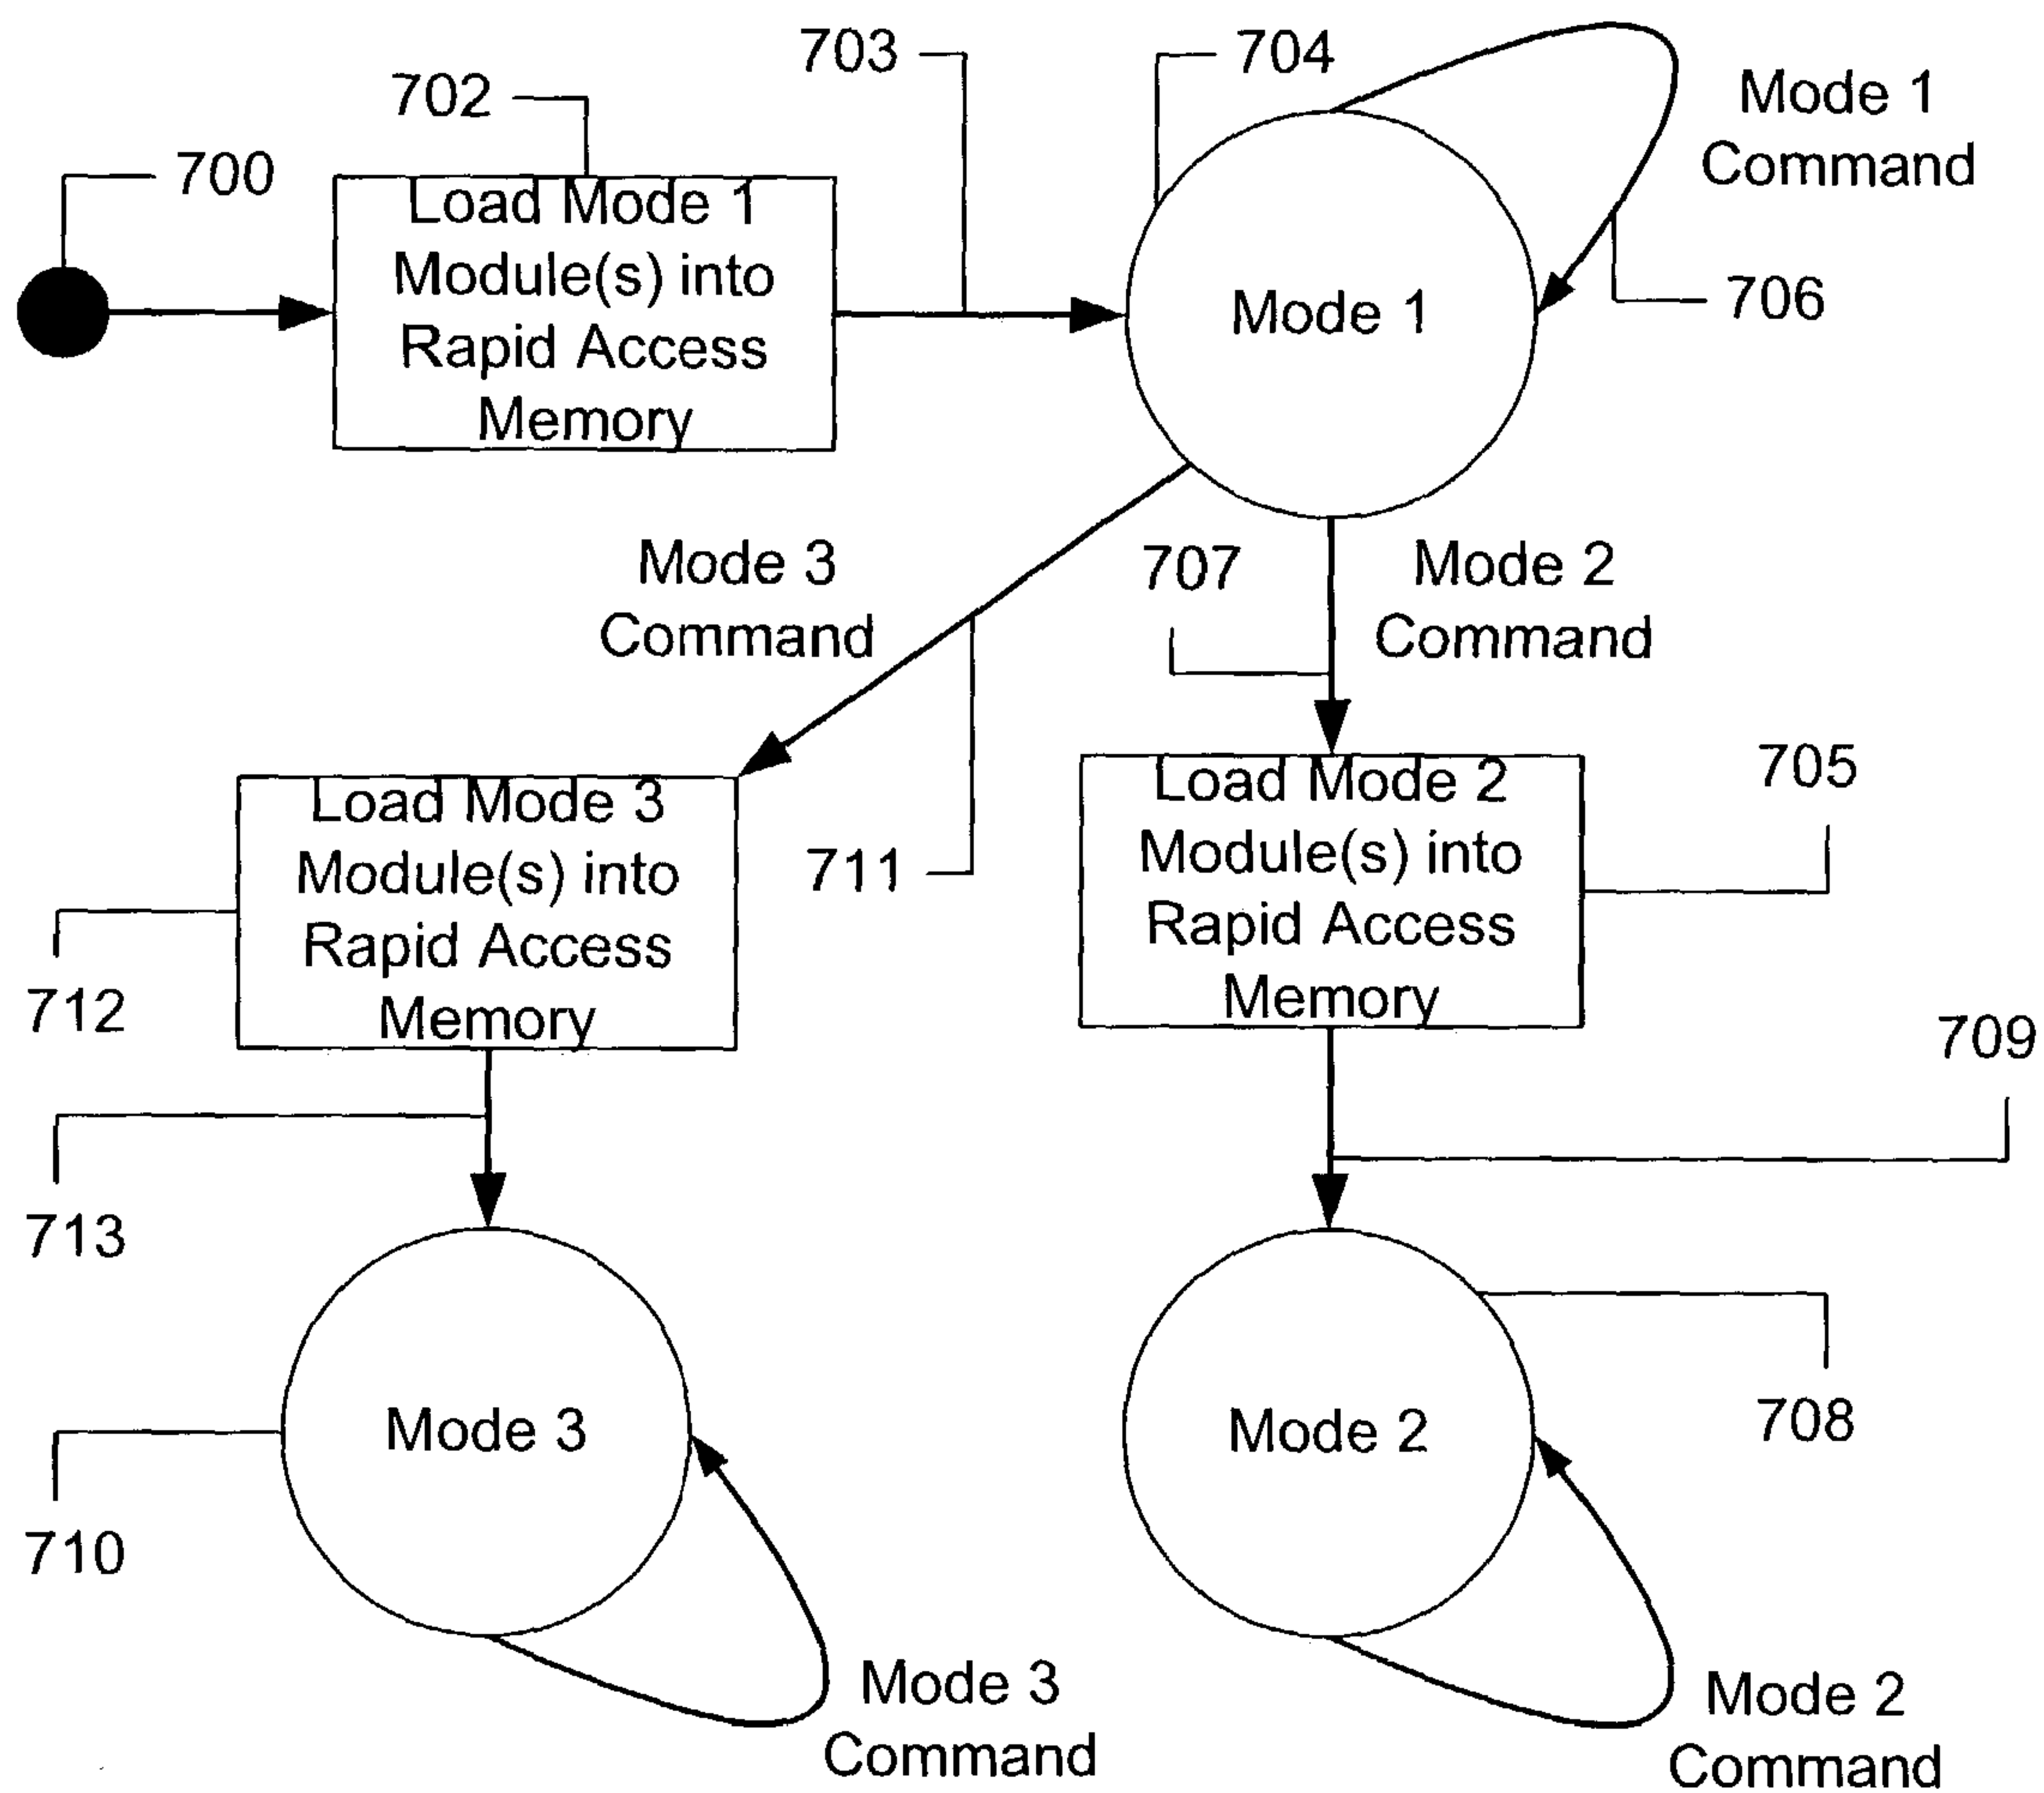 703
704
702
Mode 1
Command
700
Load Mode 1
Module(s) into
Rapid Access
Memory
Mode 1
706
Mode 3
Command
707
Mode 2
Command
705
Load Mode 3
Module(s) into
Rapid Access
Memory
711
Load Mode 2
Module(s) into
Rapid Access
Memory
712
709
713
Mode 3
Mode 2
708
710
Mode 3
Command
Mode 2
Command